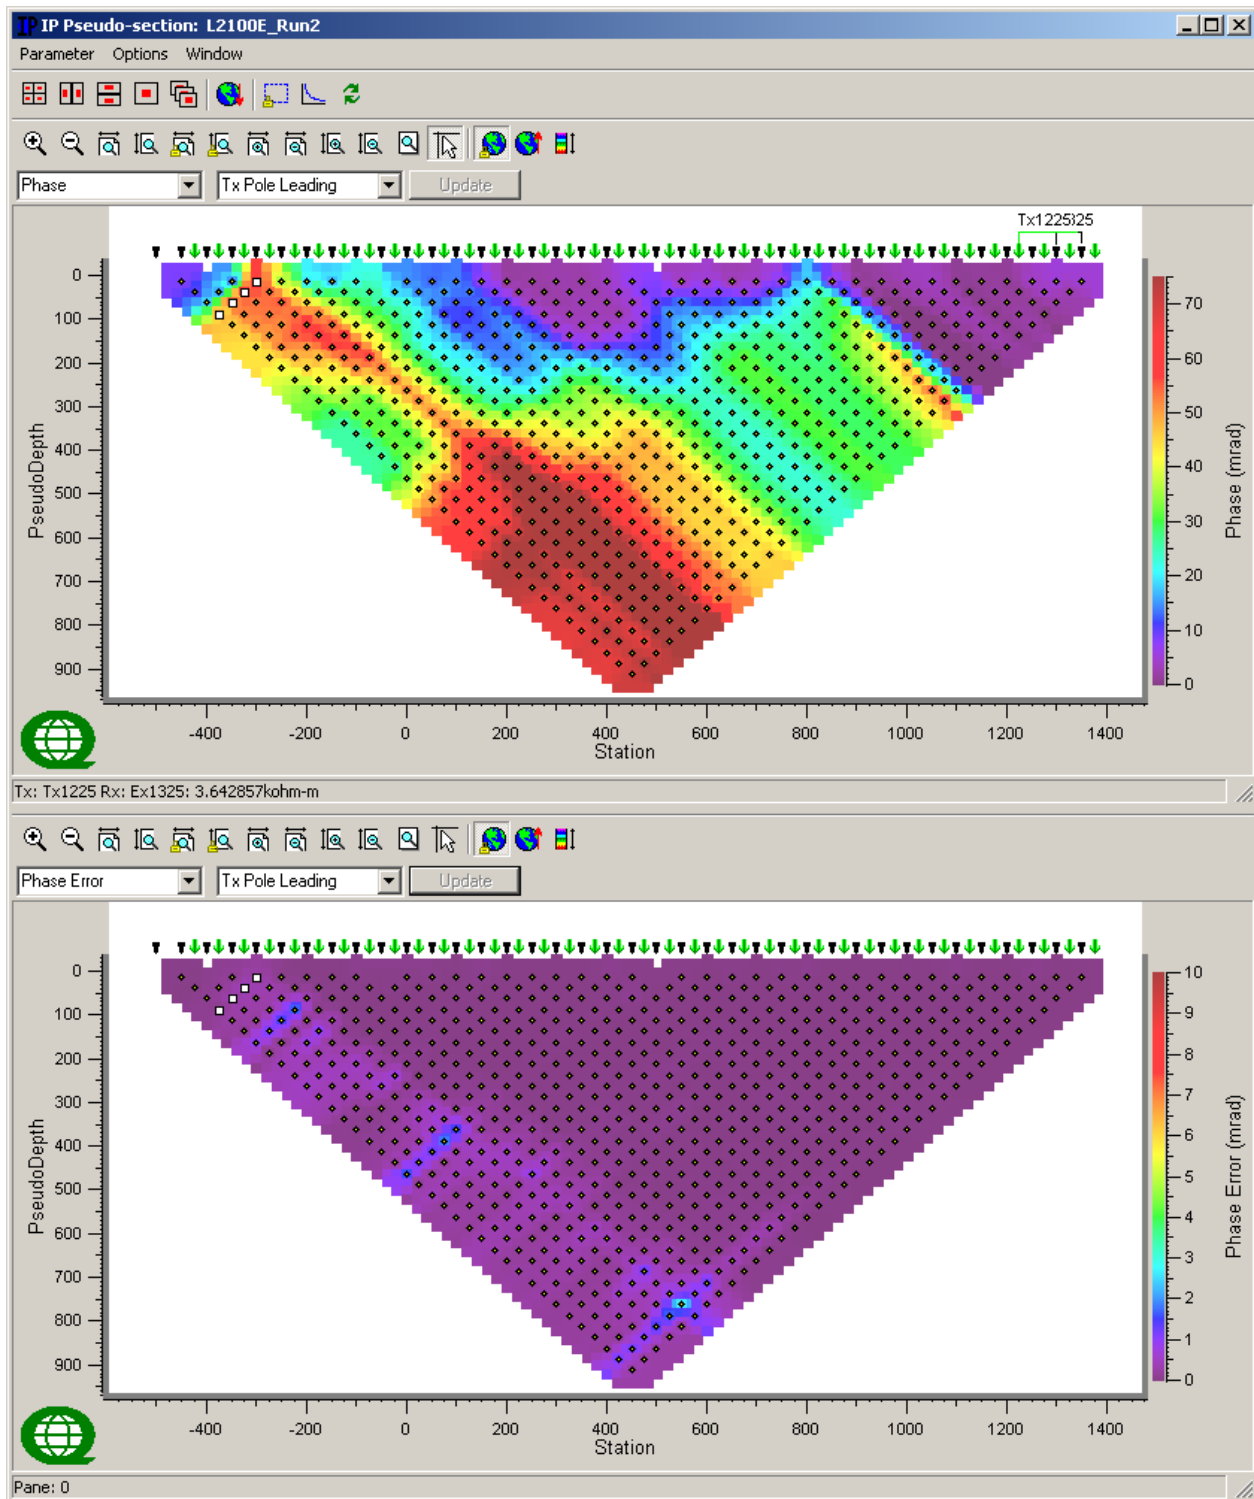 IP IP Pseudo-section: L2100E_Run2
Parameter Options Window
Phase Tx Pole Leading Update
Tx1225 325
0
100
200
300
400
500
600
700
800
900
PseudoDepth
70
60
50
40
30
20
10
0
Phase (mrad)
-400 -200 0 200 400 600 800 1000 1200 1400
Station
Tx: Tx1225 Rx: Ex1325: 3.642857kohm-m
Phase Error Tx Pole Leading Update
0
100
200
300
400
500
600
700
800
900
PseudoDepth
10
9
8
7
6
5
4
3
2
1
0
Phase Error (mrad)
-400 -200 0 200 400 600 800 1000 1200 1400
Station
Pane: 0